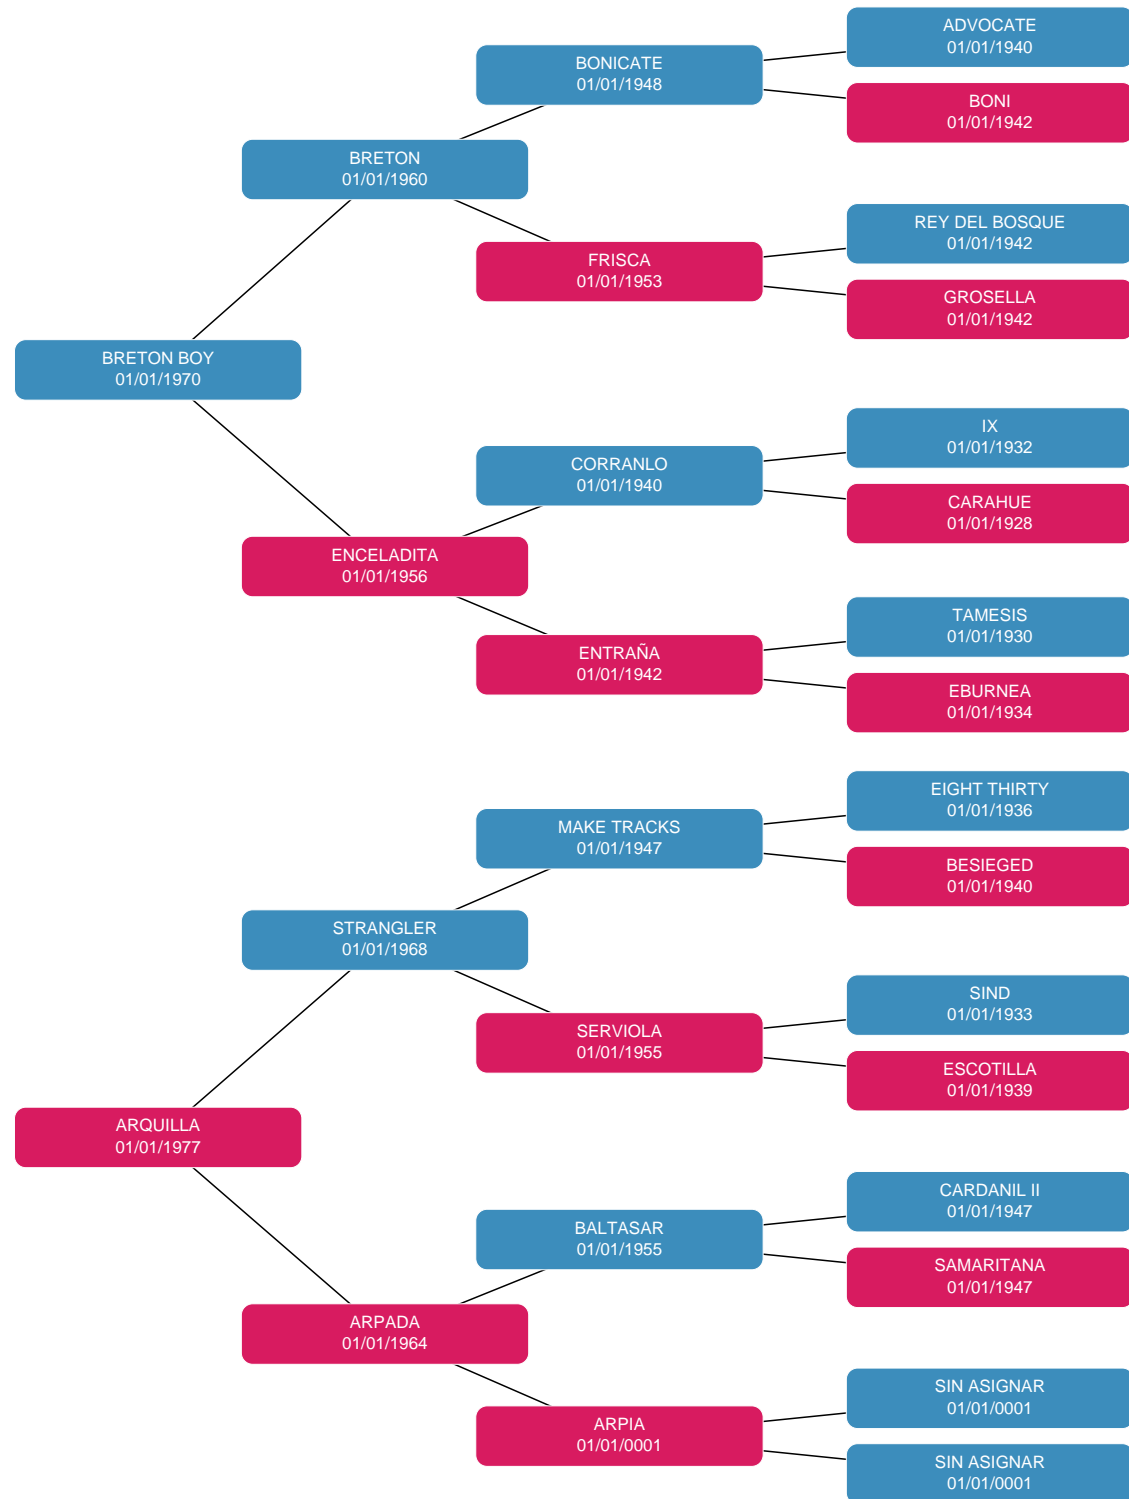 ADVOCATE
01/01/1940
BONICATE
01/01/1948
BONI
01/01/1942
BRETON
01/01/1960
REY DEL BOSQUE
01/01/1942
FRISCA
01/01/1953
GROSELLA
01/01/1942
BRETON BOY
01/01/1970
IX
01/01/1932
CORRANLO
01/01/1940
CARAHUE
01/01/1928
ENCELADITA
01/01/1956
TAMESIS
01/01/1930
ENTRAÑA
01/01/1942
EBURNEA
01/01/1934
EIGHT THIRTY
01/01/1936
MAKE TRACKS
01/01/1947
BESIEGED
01/01/1940
STRANGLER
01/01/1968
SIND
01/01/1933
SERVIOLA
01/01/1955
ESCOTILLA
01/01/1939
ARQUILLA
01/01/1977
CARDANIL II
01/01/1947
BALTASAR
01/01/1955
SAMARITANA
01/01/1947
ARPADA
01/01/1964
SIN ASIGNAR
01/01/0001
ARPIA
01/01/0001
SIN ASIGNAR
01/01/0001